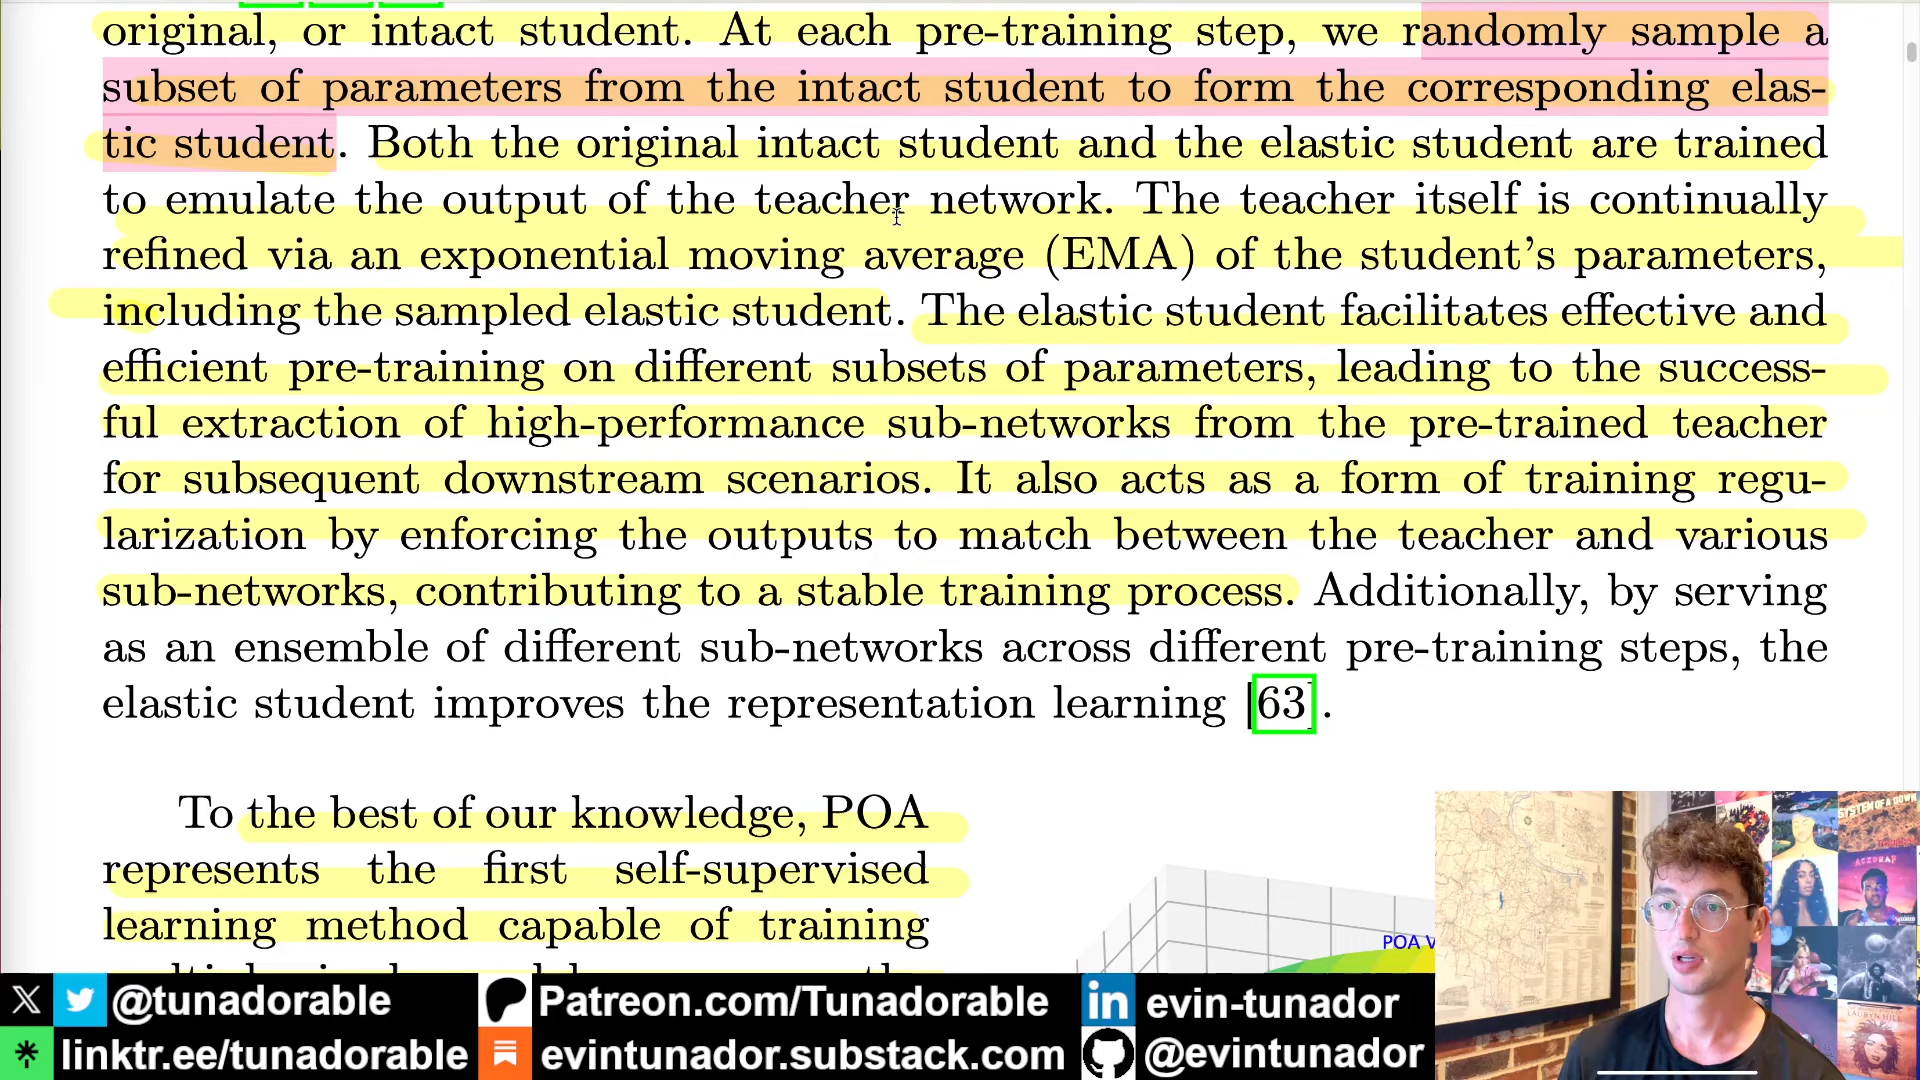 original, or intact student. At each pre-training step, we randomly sample a
subset of parameters from the intact student to form the corresponding elas-
tic student. Both the original intact student and the elastic student are trained
to emulate the output of the teacher network. The teacher itself is continually
refined via an exponential moving average (EMA) of the student's parameters,
including the sampled elastic student. The elastic student facilitates effective and
efficient pre-training on different subsets of parameters, leading to the success-
ful extraction of high-performance sub-networks from the pre-trained teacher
for subsequent downstream scenarios. It also acts as a form of training regu-
larization by enforcing the outputs to match between the teacher and various
sub-networks, contributing to a stable training process. Additionally, by serving
as an ensemble of different sub-networks across different pre-training steps, the
elastic student improves the representation learning [63].
To the best of our knowledge, POA
represents the first self-supervised
learning method capable of training
POA V
SYSTEM OF A DOWN
ACID RAP
LAURYN HILL
@tunadorable
Patreon.com/Tunadorable
in evin-tunador
linktr.ee/tunadorable
evintunador.substack.com
@evintunador